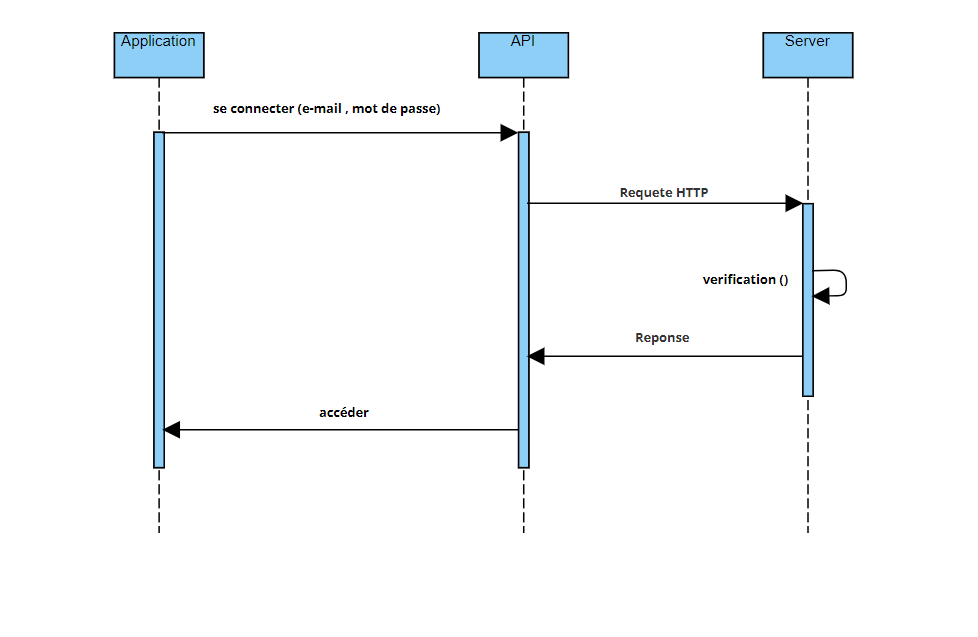 Application
API
Server
se connecter (e-mail , mot de passe)
Requete HTTP
verification ()
Reponse
accéder